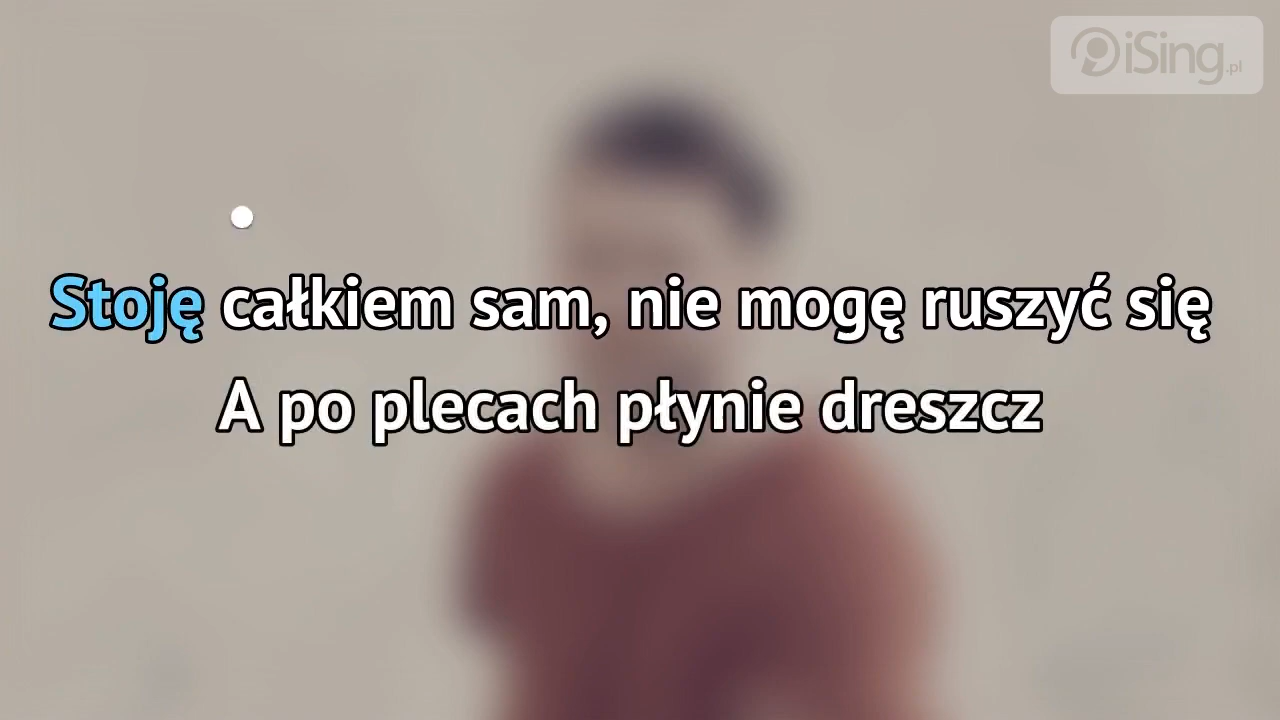 iSing.pl
Stoję całkiem sam, nie mogę ruszyć się
A po plecach płynie dreszcz